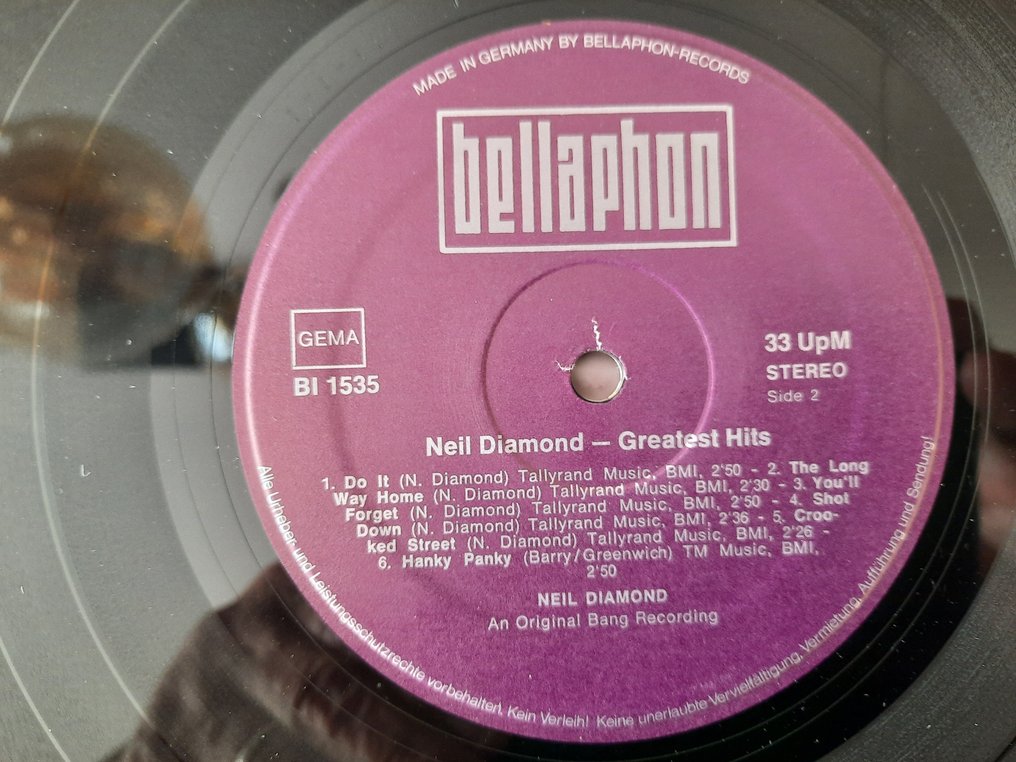 MADE IN GERMANY BY BELLAPHON-RECORDS
bellaphon
GEMA
BI 1535
33 UpM
STEREO
Side 2
Neil Diamond – Greatest Hits
1. Do It (N. Diamond) Tallyrand Music, BMI, 2'50 - 2. The Long
Way Home (N. Diamond) Tallyrand Music, BMI, 2'30 - 3. You'll
Forget (N. Diamond) Tallyrand Music, BMI, 2'50 - 4. Shot
Down (N. Diamond) Tallyrand Music, BMI, 2'36 - 5. Croo-
ked Street (N. Diamond) Tallyrand Music, BMI, 2'26 -
6. Hanky Panky (Barry/Greenwich) TM Music, BMI,
2'50
NEIL DIAMOND
An Original Bang Recording
Alle Urheber- und Leistungsschutzrechte vorbehalten. Kein Verleih! Keine unerlaubte Vervielfältigung, Vermietung, Aufführung und Sendung!